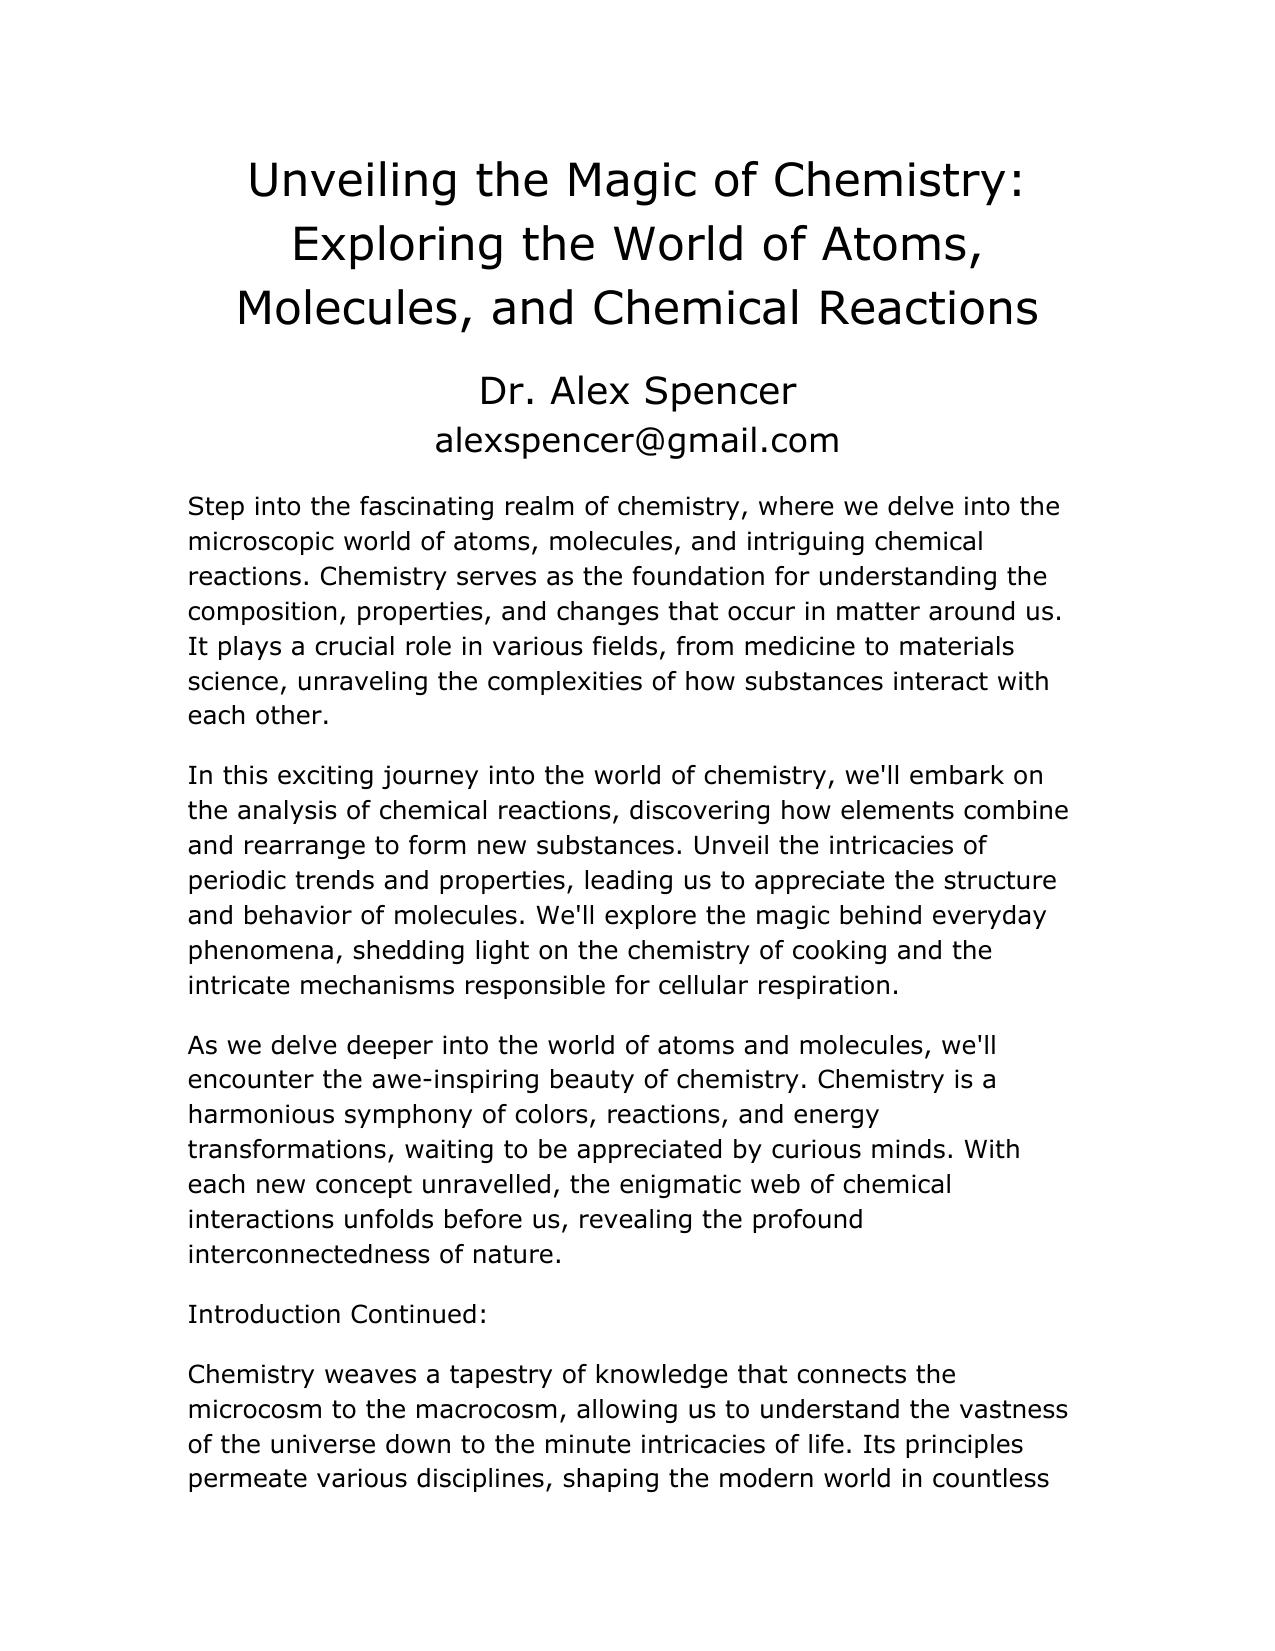 Unveiling the Magic of Chemistry:
Exploring the World of Atoms,
Molecules, and Chemical Reactions
Dr. Alex Spencer
alexspencer@gmail.com
Step into the fascinating realm of chemistry, where we delve into the
microscopic world of atoms, molecules, and intriguing chemical
reactions. Chemistry serves as the foundation for understanding the
composition, properties, and changes that occur in matter around us.
It plays a crucial role in various fields, from medicine to materials
science, unraveling the complexities of how substances interact with
each other.
In this exciting journey into the world of chemistry, we'll embark on
the analysis of chemical reactions, discovering how elements combine
and rearrange to form new substances. Unveil the intricacies of
periodic trends and properties, leading us to appreciate the structure
and behavior of molecules. We'll explore the magic behind everyday
phenomena, shedding light on the chemistry of cooking and the
intricate mechanisms responsible for cellular respiration.
As we delve deeper into the world of atoms and molecules, we'll
encounter the awe-inspiring beauty of chemistry. Chemistry is a
harmonious symphony of colors, reactions, and energy
transformations, waiting to be appreciated by curious minds. With
each new concept unravelled, the enigmatic web of chemical
interactions unfolds before us, revealing the profound
interconnectedness of nature.
Introduction Continued:
Chemistry weaves a tapestry of knowledge that connects the
microcosm to the macrocosm, allowing us to understand the vastness
of the universe down to the minute intricacies of life. Its principles
permeate various disciplines, shaping the modern world in countless